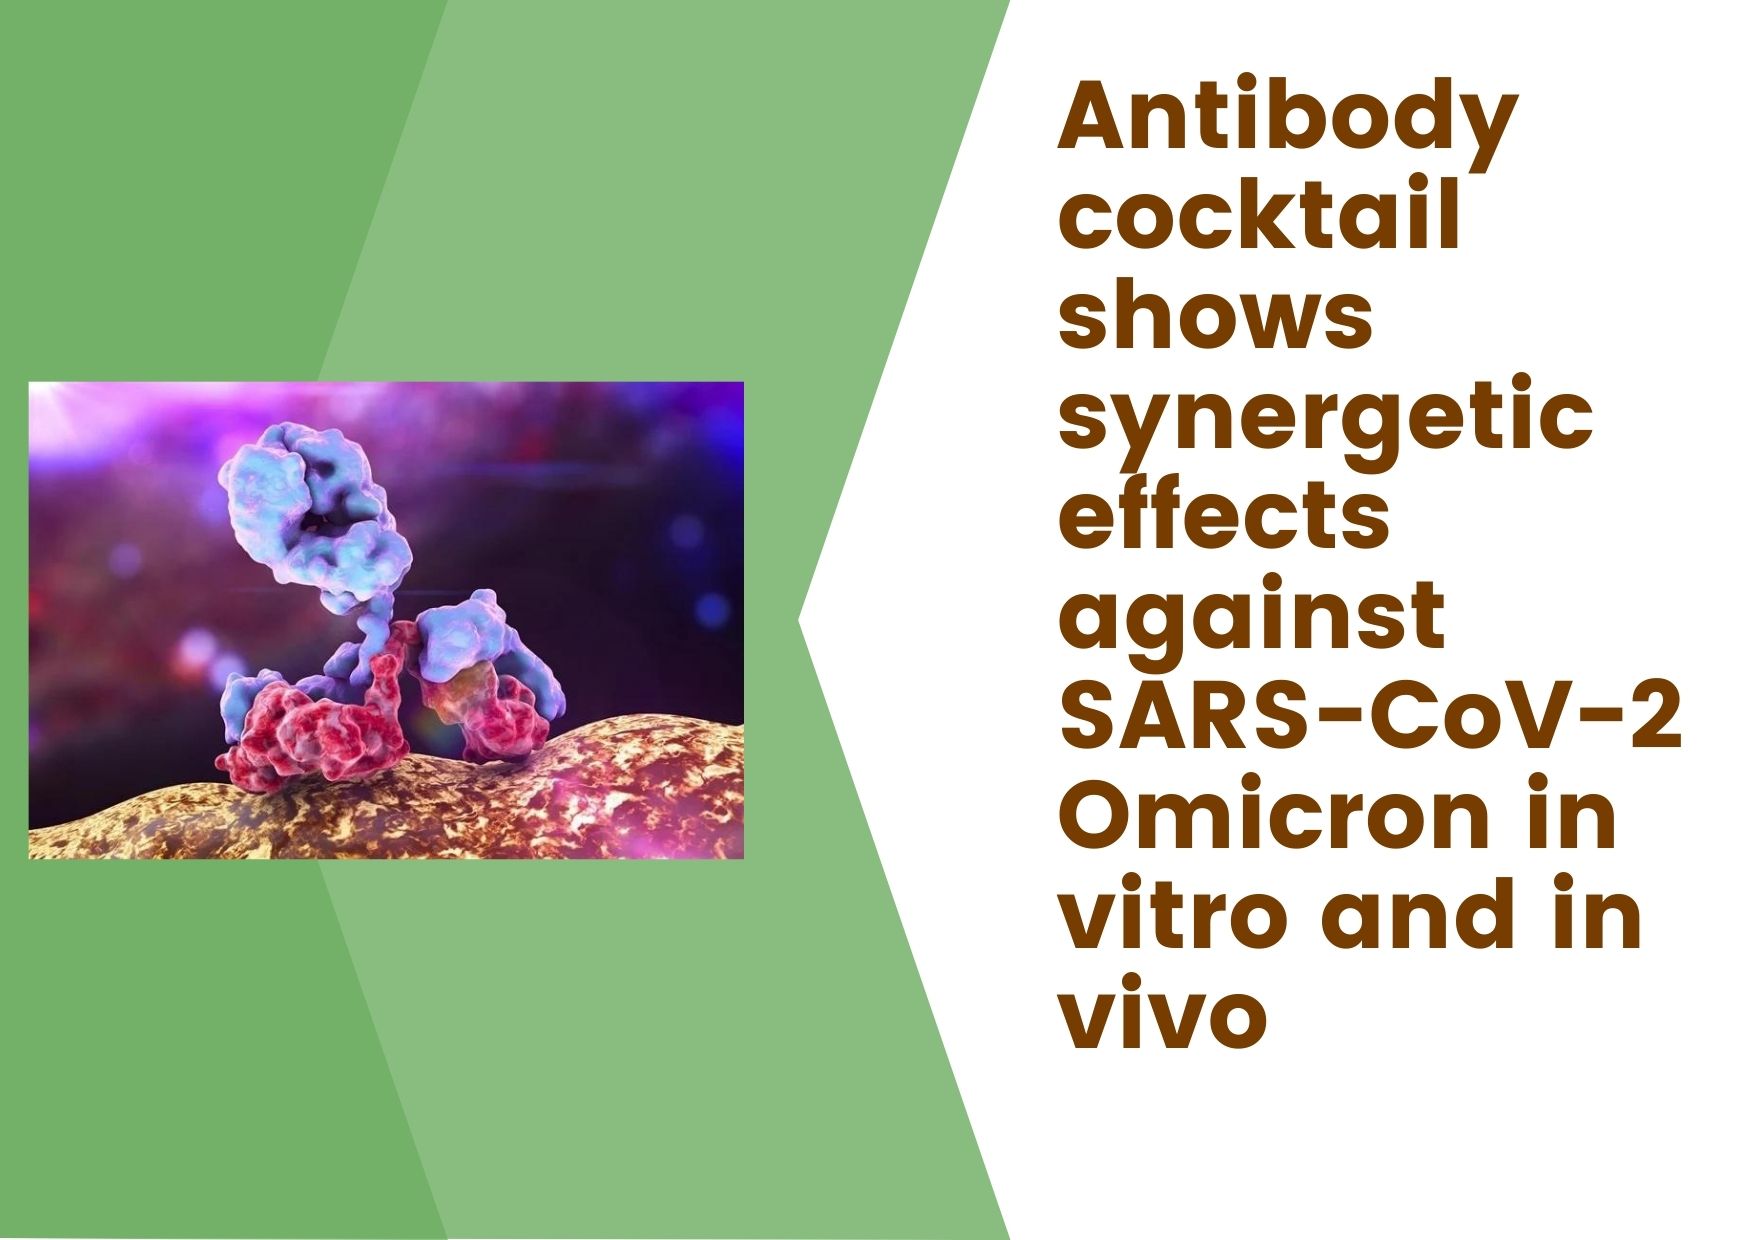 Antibody
cocktail
shows
synergetic
effects
against
SARS-CoV-2
Omicron in
vitro and in
vivo